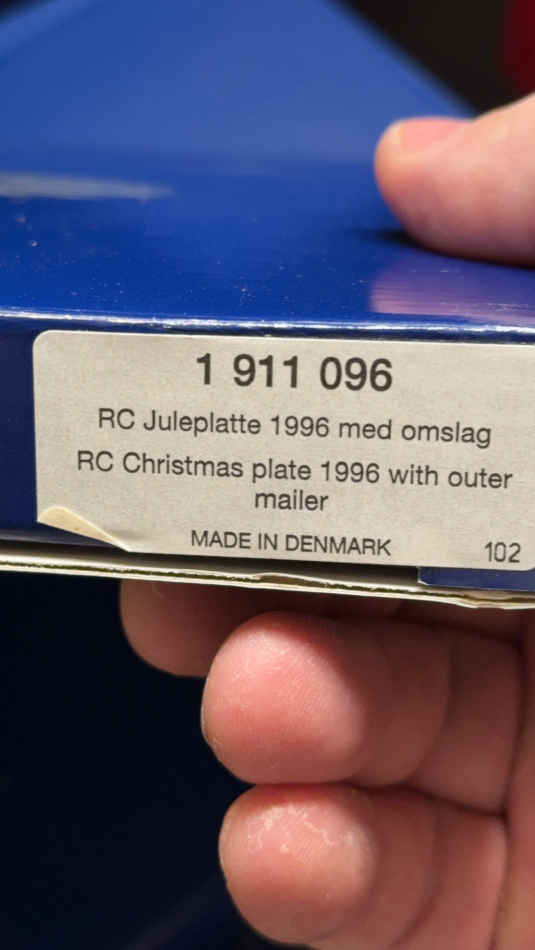 1 911 096
RC Juleplatte 1996 med omslag
RC Christmas plate 1996 with outer
mailer
MADE IN DENMARK 102